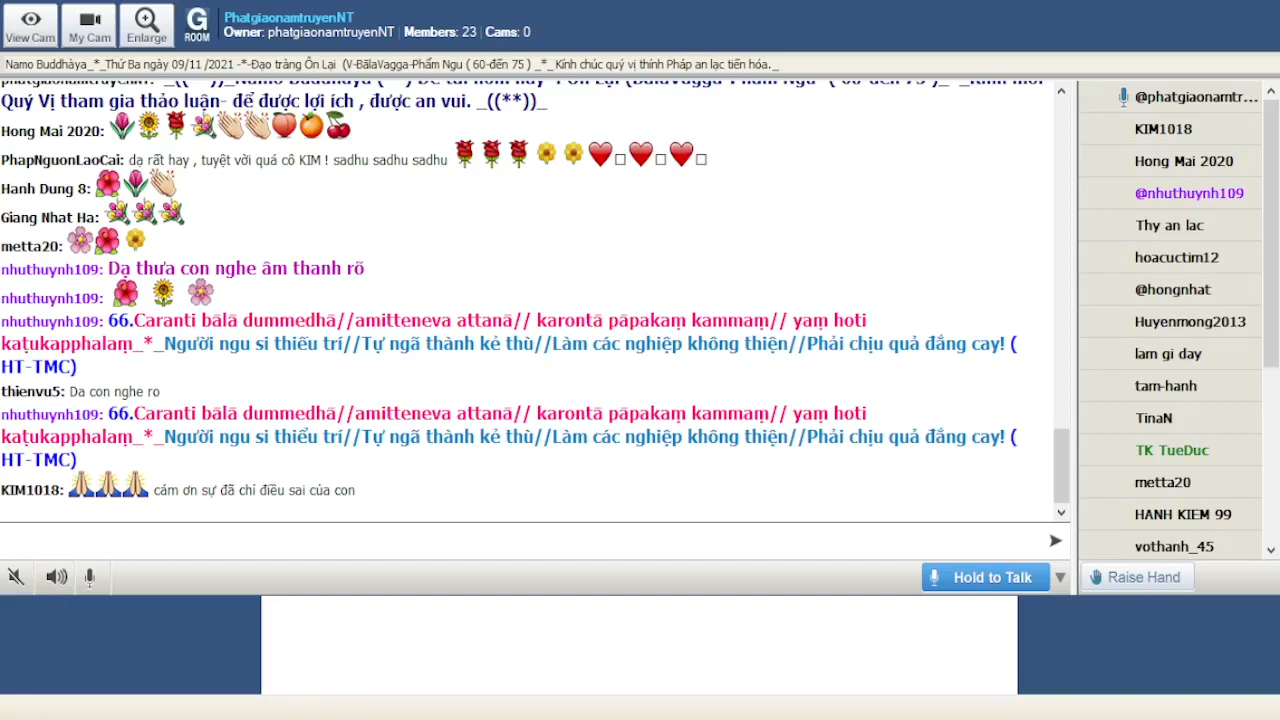 View Cam
My Cam
Enlarge
G
ROOM
PhatgiaonamtruyenNT
Owner: phatgiaonamtruyenNT | Members: 23 | Cams: 0
Namo Buddhàya_*_Thứ Ba ngày 09/11 /2021 -*-Đạo tràng Ôn Lại (V-BãlaVagga-Phẩm Ngu ( 60-đến 75 ) _*_Kính chúc quý vị thính Pháp an lạc tiến hóa._
Quý Vị tham gia thảo luận- để được lợi ích , được an vui. _((**))_
Hong Mai 2020:
PhapNguonLaoCai: dạ rất hay , tuyệt vời quá cô KIM ! sadhu sadhu sadhu
Hanh Dung 8:
Giang Nhat Ha:
metta20:
nhuthuynh109: Dạ thưa con nghe âm thanh rõ
nhuthuynh109:
nhuthuynh109: 66.Caranti bālā dummedhā//amitteneva attanā// karontā pāpakaṃ kammaṃ// yaṃ hoti
kaṭukapphalaṃ_*_Người ngu si thiếu trí//Tự ngã thành kẻ thù//Làm các nghiệp không thiện//Phải chịu quả đắng cay! (
HT-TMC)
thienvu5: Da con nghe ro
nhuthuynh109: 66.Caranti bālā dummedhā//amitteneva attanā// karontā pāpakaṃ kammaṃ// yaṃ hoti
kaṭukapphalaṃ_*_Người ngu si thiểu trí//Tự ngã thành kẻ thù//Làm các nghiệp không thiện//Phải chịu quả đắng cay! (
HT-TMC)
KIM1018: cám ơn sự đã chỉ điều sai của con
@phatgiaonamtr...
KIM1018
Hong Mai 2020
@nhuthuynh109
Thy an lac
hoacuctim12
@hongnhat
Huyenmong2013
lam gi day
tam-hanh
TinaN
TK TueDuc
metta20
HANH KIEM 99
vothanh_45
Hold to Talk
Raise Hand